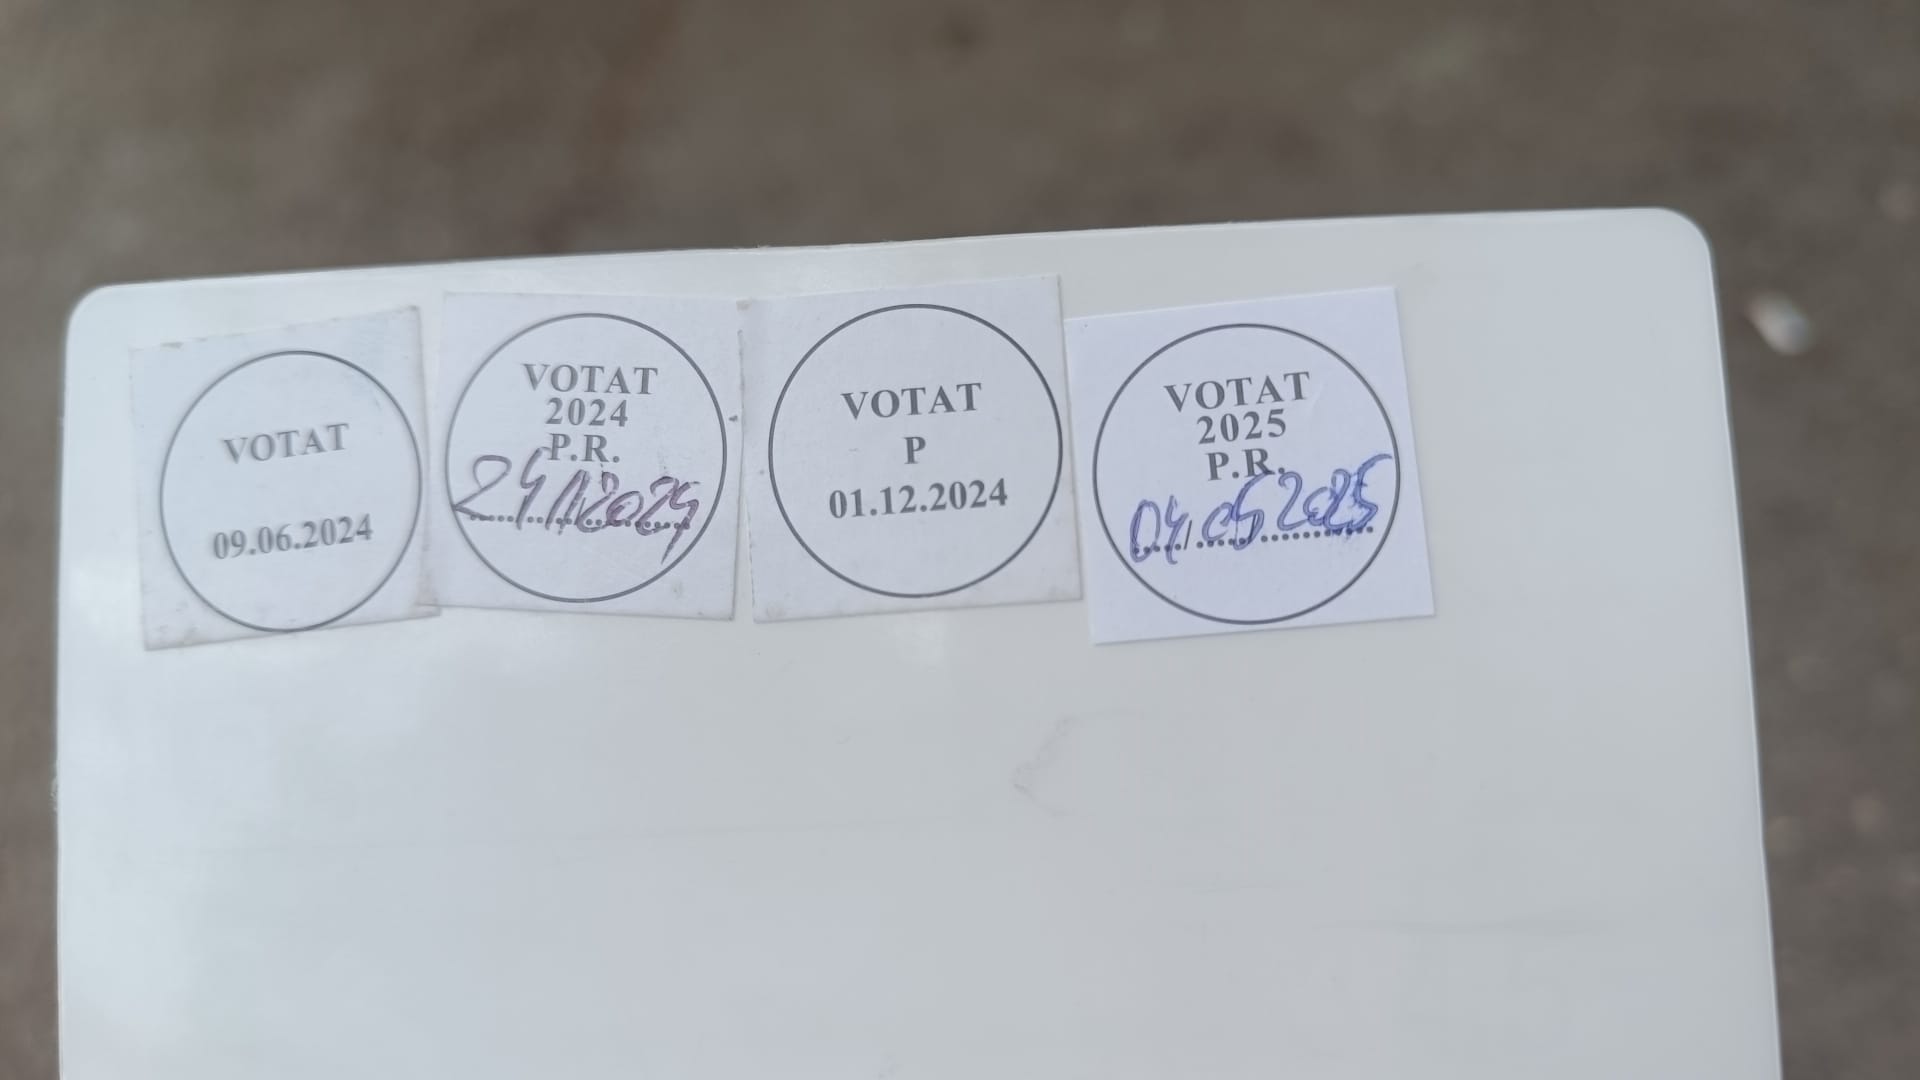 VOTAT
09.06.2024
VOTAT
2024
P.R.
24/11/2024
VOTAT
P
01.12.2024
VOTAT
2025
P.R.
04.05.2025